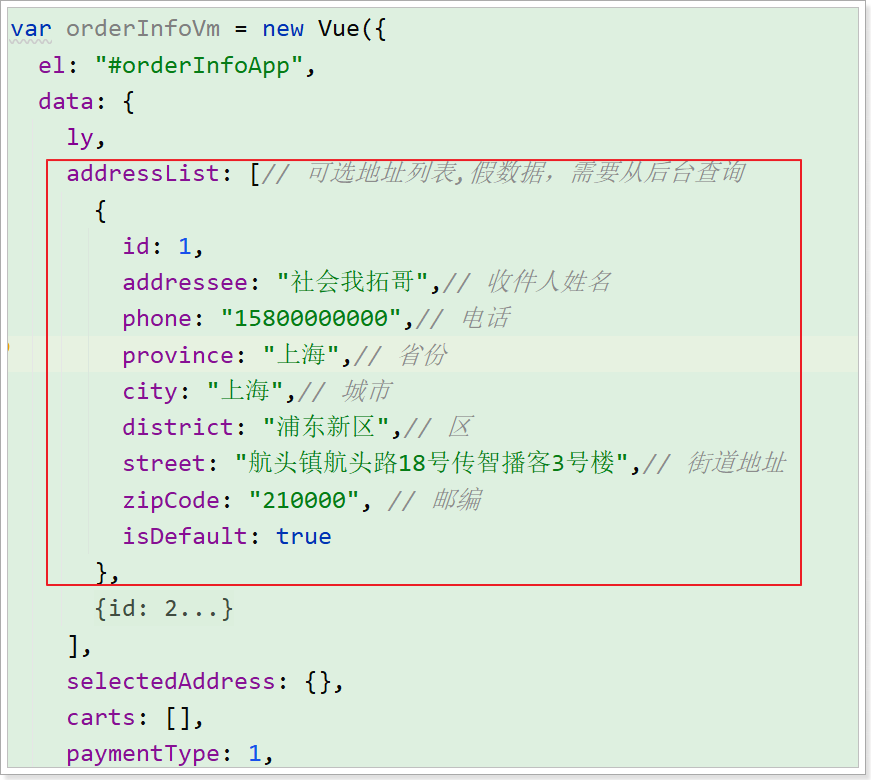 var orderInfoVm = new Vue({
el: "#orderInfoApp",
data: {
ly,
addressList: [// 可选地址列表,假数据，需要从后台查询
{
id: 1,
addressee: "社会我拓哥",// 收件人姓名
phone: "15800000000",// 电话
province: "上海",// 省份
city: "上海",// 城市
district: "浦东新区",// 区
street: "航头镇航头路18号传智播客3号楼",// 街道地址
zipCode: "210000", // 邮编
isDefault: true
},
{id: 2...}
],
selectedAddress: {},
carts: [],
paymentType: 1,